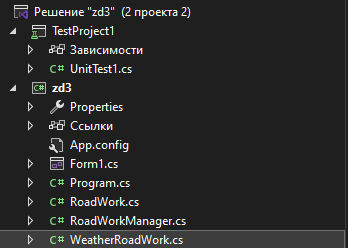 Решение "zd3" (2 проекта 2)
TestProject1
Зависимости
C# UnitTest1.cs
C# zd3
Properties
Ссылки
App.config
Form1.cs
C# Program.cs
C# RoadWork.cs
C# RoadWorkManager.cs
C# WeatherRoadWork.cs